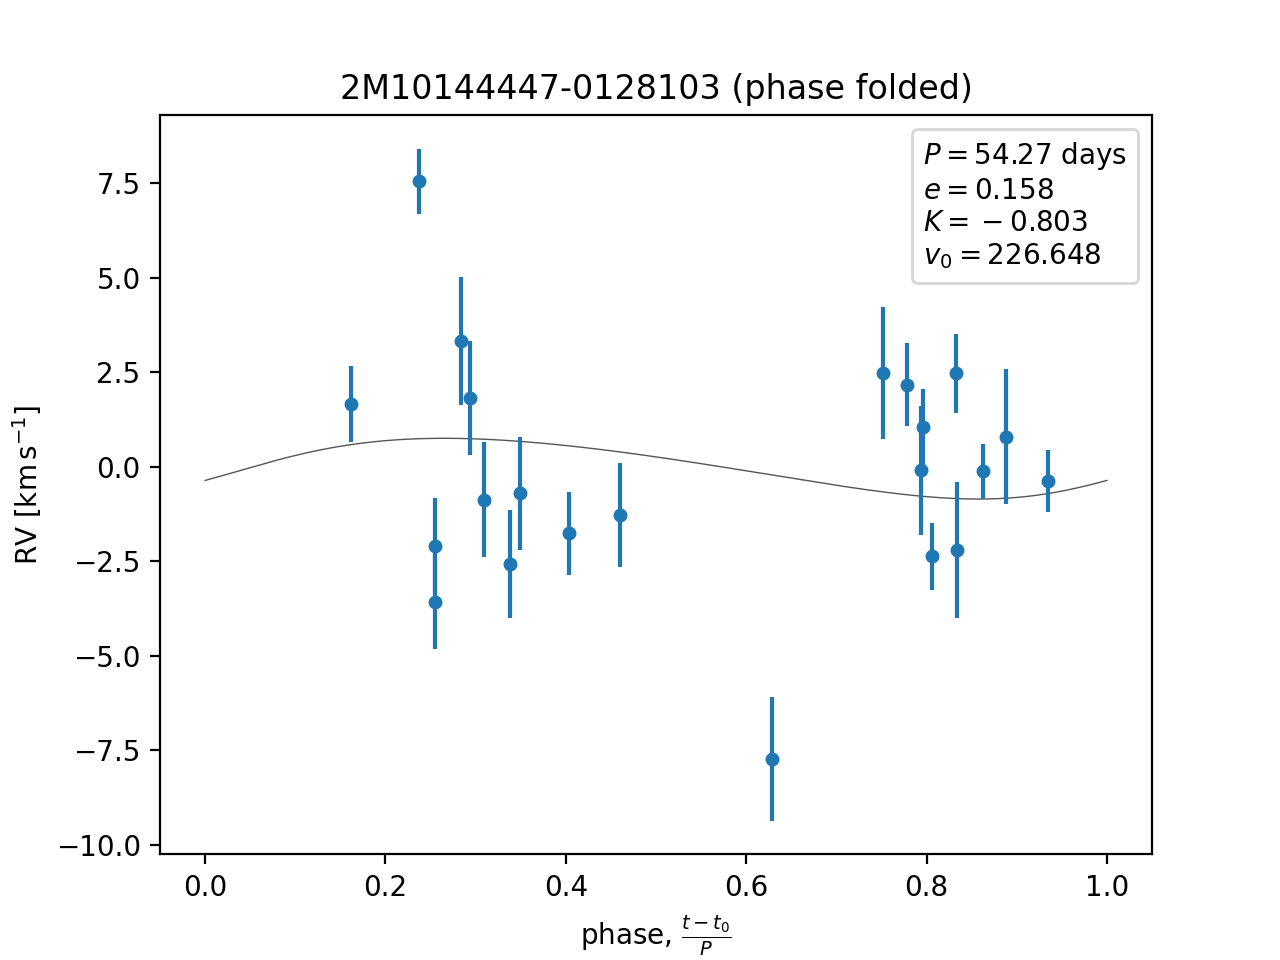 2M10144447-0128103 (phase folded)
P = 54.27 days
e = 0.158
K = −0.803
v₀ = 226.648
RV [km s⁻¹]
7.5
5.0
2.5
0.0
−2.5
−5.0
−7.5
−10.0
0.0 0.2 0.4 0.6 0.8 1.0
phase, (t − t₀)/P